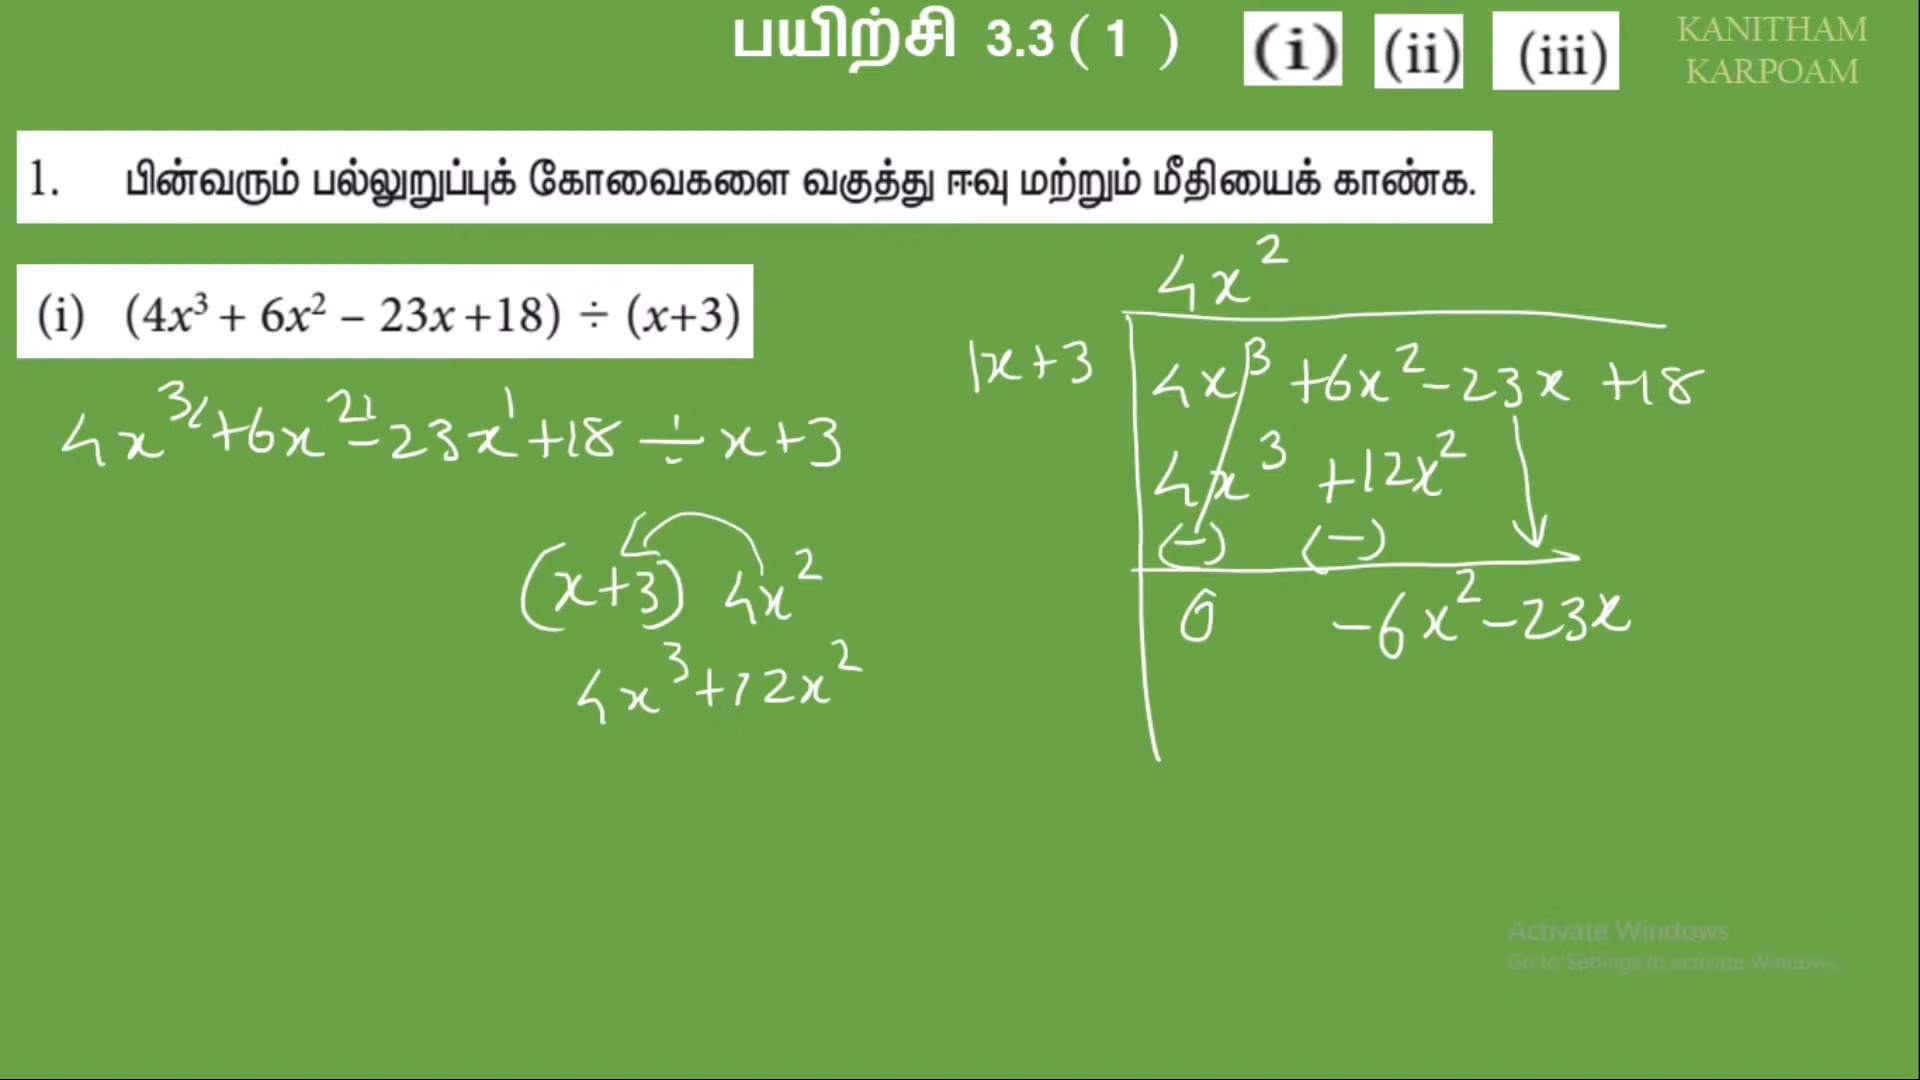 பயிற்சி 3.3 ( 1 ) (i) (ii) (iii)
KANITHAM
KARPOAM
1. பின்வரும் பல்லுறுப்புக் கோவைகளை வகுத்து ஈவு மற்றும் மீதியைக் காண்க.
(i) (4x³ + 6x² – 23x +18) ÷ (x+3)
4x³ +6x² -23x¹ +18 ÷ x+3
(x+3) 4x²
4x³ +12x²
4x²
1x+3
4x³ +6x² -23x +18
4x³ +12x²
(-) (-)
0 -6x² -23x
Activate Windows
Go to Settings to activate Windows.